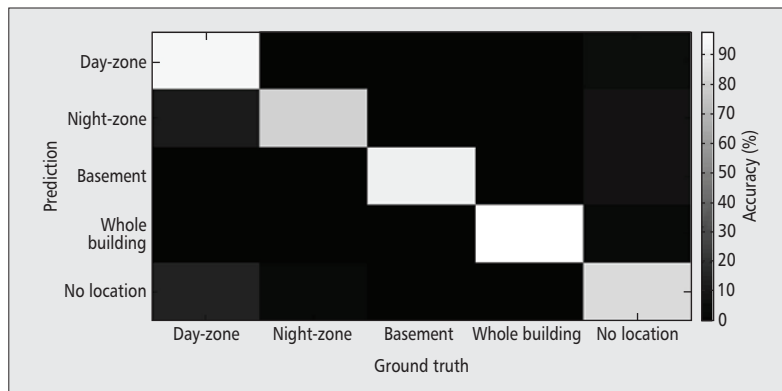 Day-zone
Night-zone
Basement
Whole
building
No location
Prediction
Day-zone
Night-zone
Basement
Whole building
No location
Ground truth
90
80
70
60
50
40
30
20
10
0
Accuracy (%)